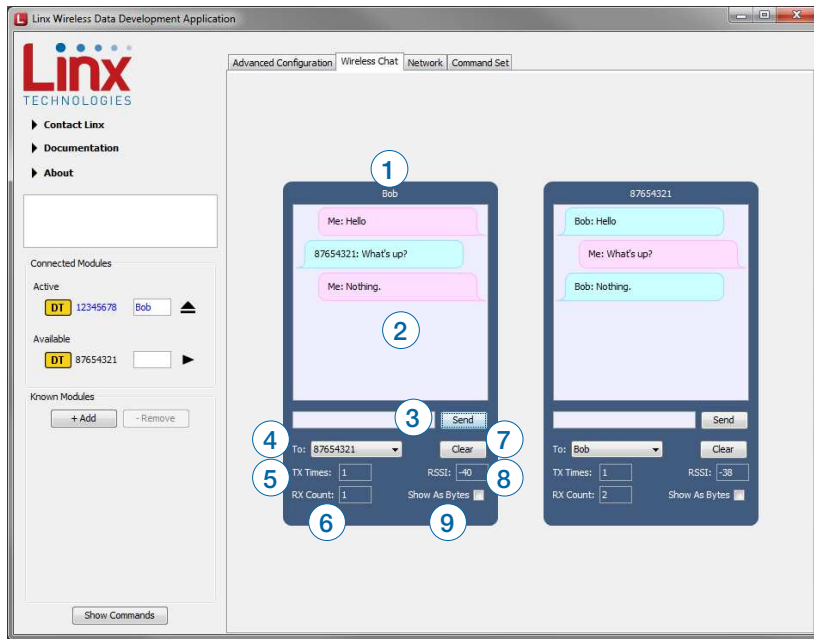 Linx Wireless Data Development Application
Linx
TECHNOLOGIES
Contact Linx
Documentation
About
Connected Modules
Active
DT 12345678 Bob
Available
DT 87654321
Known Modules
+ Add - Remove
Show Commands
Advanced Configuration Wireless Chat Network Command Set
1
Bob
Me: Hello
87654321: What's up?
Me: Nothing.
2
3 Send
4 To: 87654321 Clear 7
5 TX Times: 1 RSSI: -40 8
RX Count: 1 Show As Bytes
6 9
87654321
Bob: Hello
Me: What's up?
Bob: Nothing.
Send
To: Bob Clear
TX Times: 1 RSSI: -38
RX Count: 2 Show As Bytes